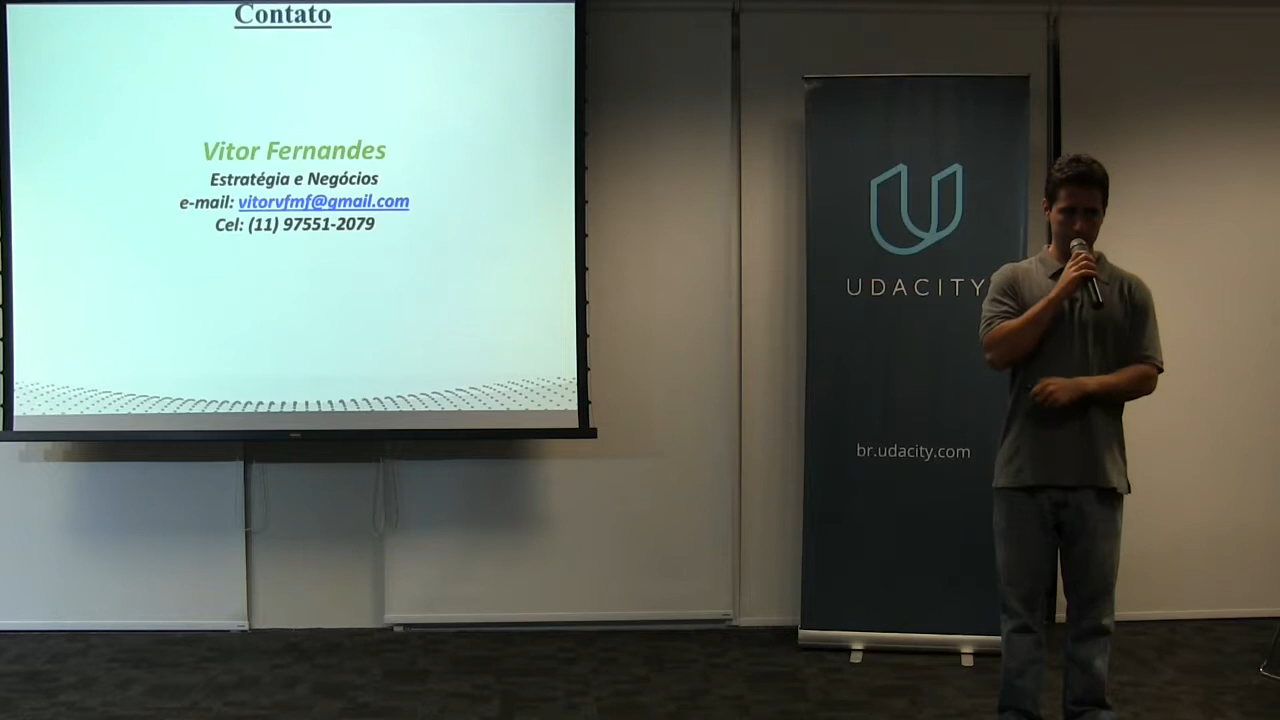 Contato
Vitor Fernandes
Estratégia e Negócios
e-mail: vitorvfmf@gmail.com
Cel: (11) 97551-2079
UDACITY
br.udacity.com